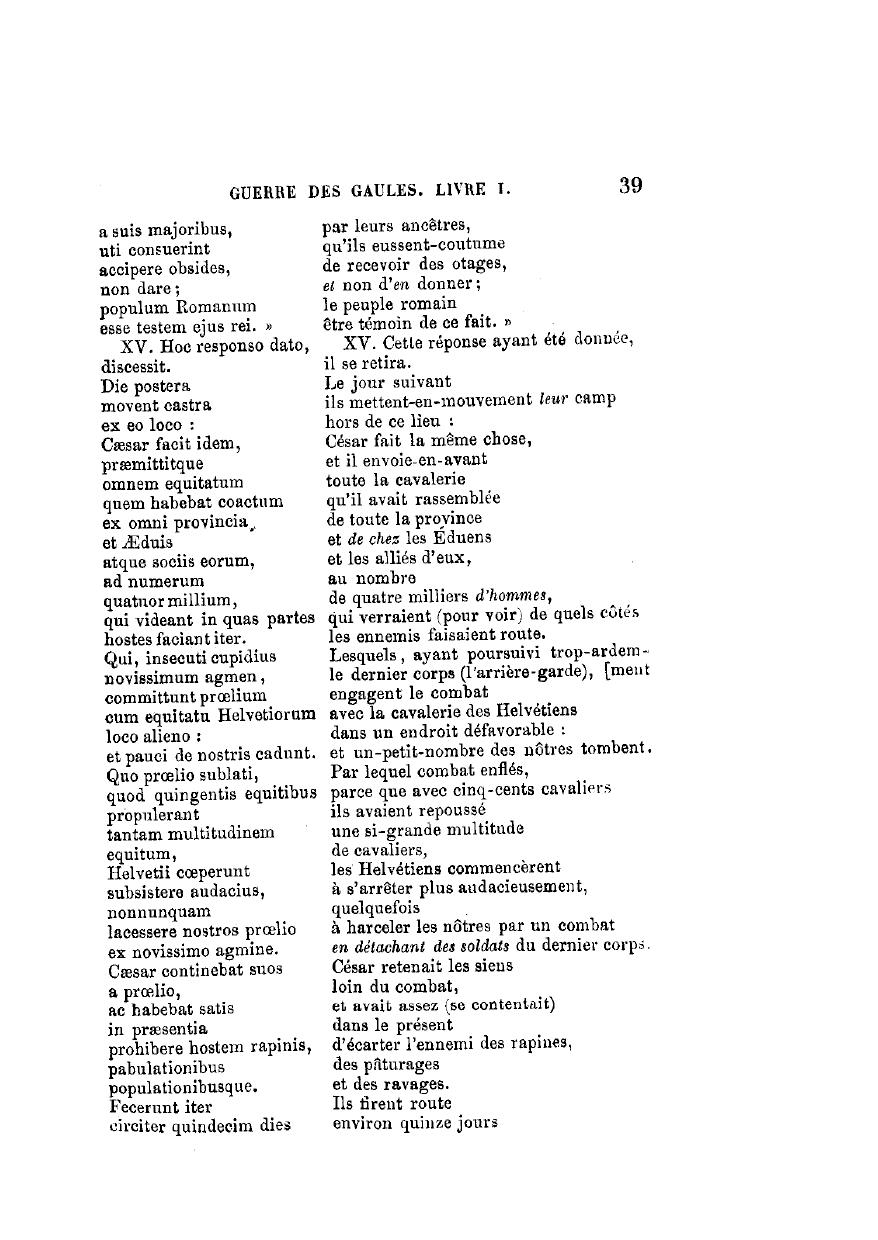 GUERRE DES GAULES. LIVRE I. 39
a suis majoribus, par leurs ancêtres,
uti consuerint qu'ils eussent-coutume
accipere obsides, de recevoir des otages,
non dare; et non d'en donner;
populum Romanum le peuple romain
esse testem ejus rei. » être témoin de ce fait. »
XV. Hoc responso dato, XV. Cette réponse ayant été donnée,
discessit. il se retira.
Die postera Le jour suivant
movent castra ils mettent-en-mouvement leur camp
ex eo loco : hors de ce lieu :
Cæsar facit idem, César fait la même chose,
præmittitque et il envoie-en-avant
omnem equitatum toute la cavalerie
quem habebat coactum qu'il avait rassemblée
ex omni provincia, de toute la province
et Æduis et de chez les Éduens
atque sociis eorum, et les alliés d'eux,
ad numerum au nombre
quatuor millium, de quatre milliers d'hommes,
qui videant in quas partes qui verraient (pour voir) de quels côtés
hostes faciant iter. les ennemis faisaient route.
Qui, insecuti cupidius Lesquels, ayant poursuivi trop-ardem-
novissimum agmen, le dernier corps (l'arrière-garde), [ment
committunt prœlium engagent le combat
cum equitatu Helvetiorum avec la cavalerie des Helvétiens
loco alieno : dans un endroit défavorable :
et pauci de nostris cadunt. et un-petit-nombre des nôtres tombent.
Quo prœlio sublati, Par lequel combat enflés,
quod quingentis equitibus parce que avec cinq-cents cavaliers
propulerant ils avaient repoussé
tantam multitudinem une si-grande multitude
equitum, de cavaliers,
Helvetii cœperunt les Helvétiens commencèrent
subsistere audacius, à s'arrêter plus audacieusement,
nonnunquam quelquefois
lacessere nostros prœlio à harceler les nôtres par un combat
ex novissimo agmine. en détachant des soldats du dernier corps.
Cæsar continebat suos César retenait les siens
a prœlio, loin du combat,
ac habebat satis et avait assez (se contentait)
in præsentia dans le présent
prohibere hostem rapinis, d'écarter l'ennemi des rapines,
pabulationibus des pâturages
populationibusque. et des ravages.
Fecerunt iter Ils firent route
circiter quindecim dies environ quinze jours